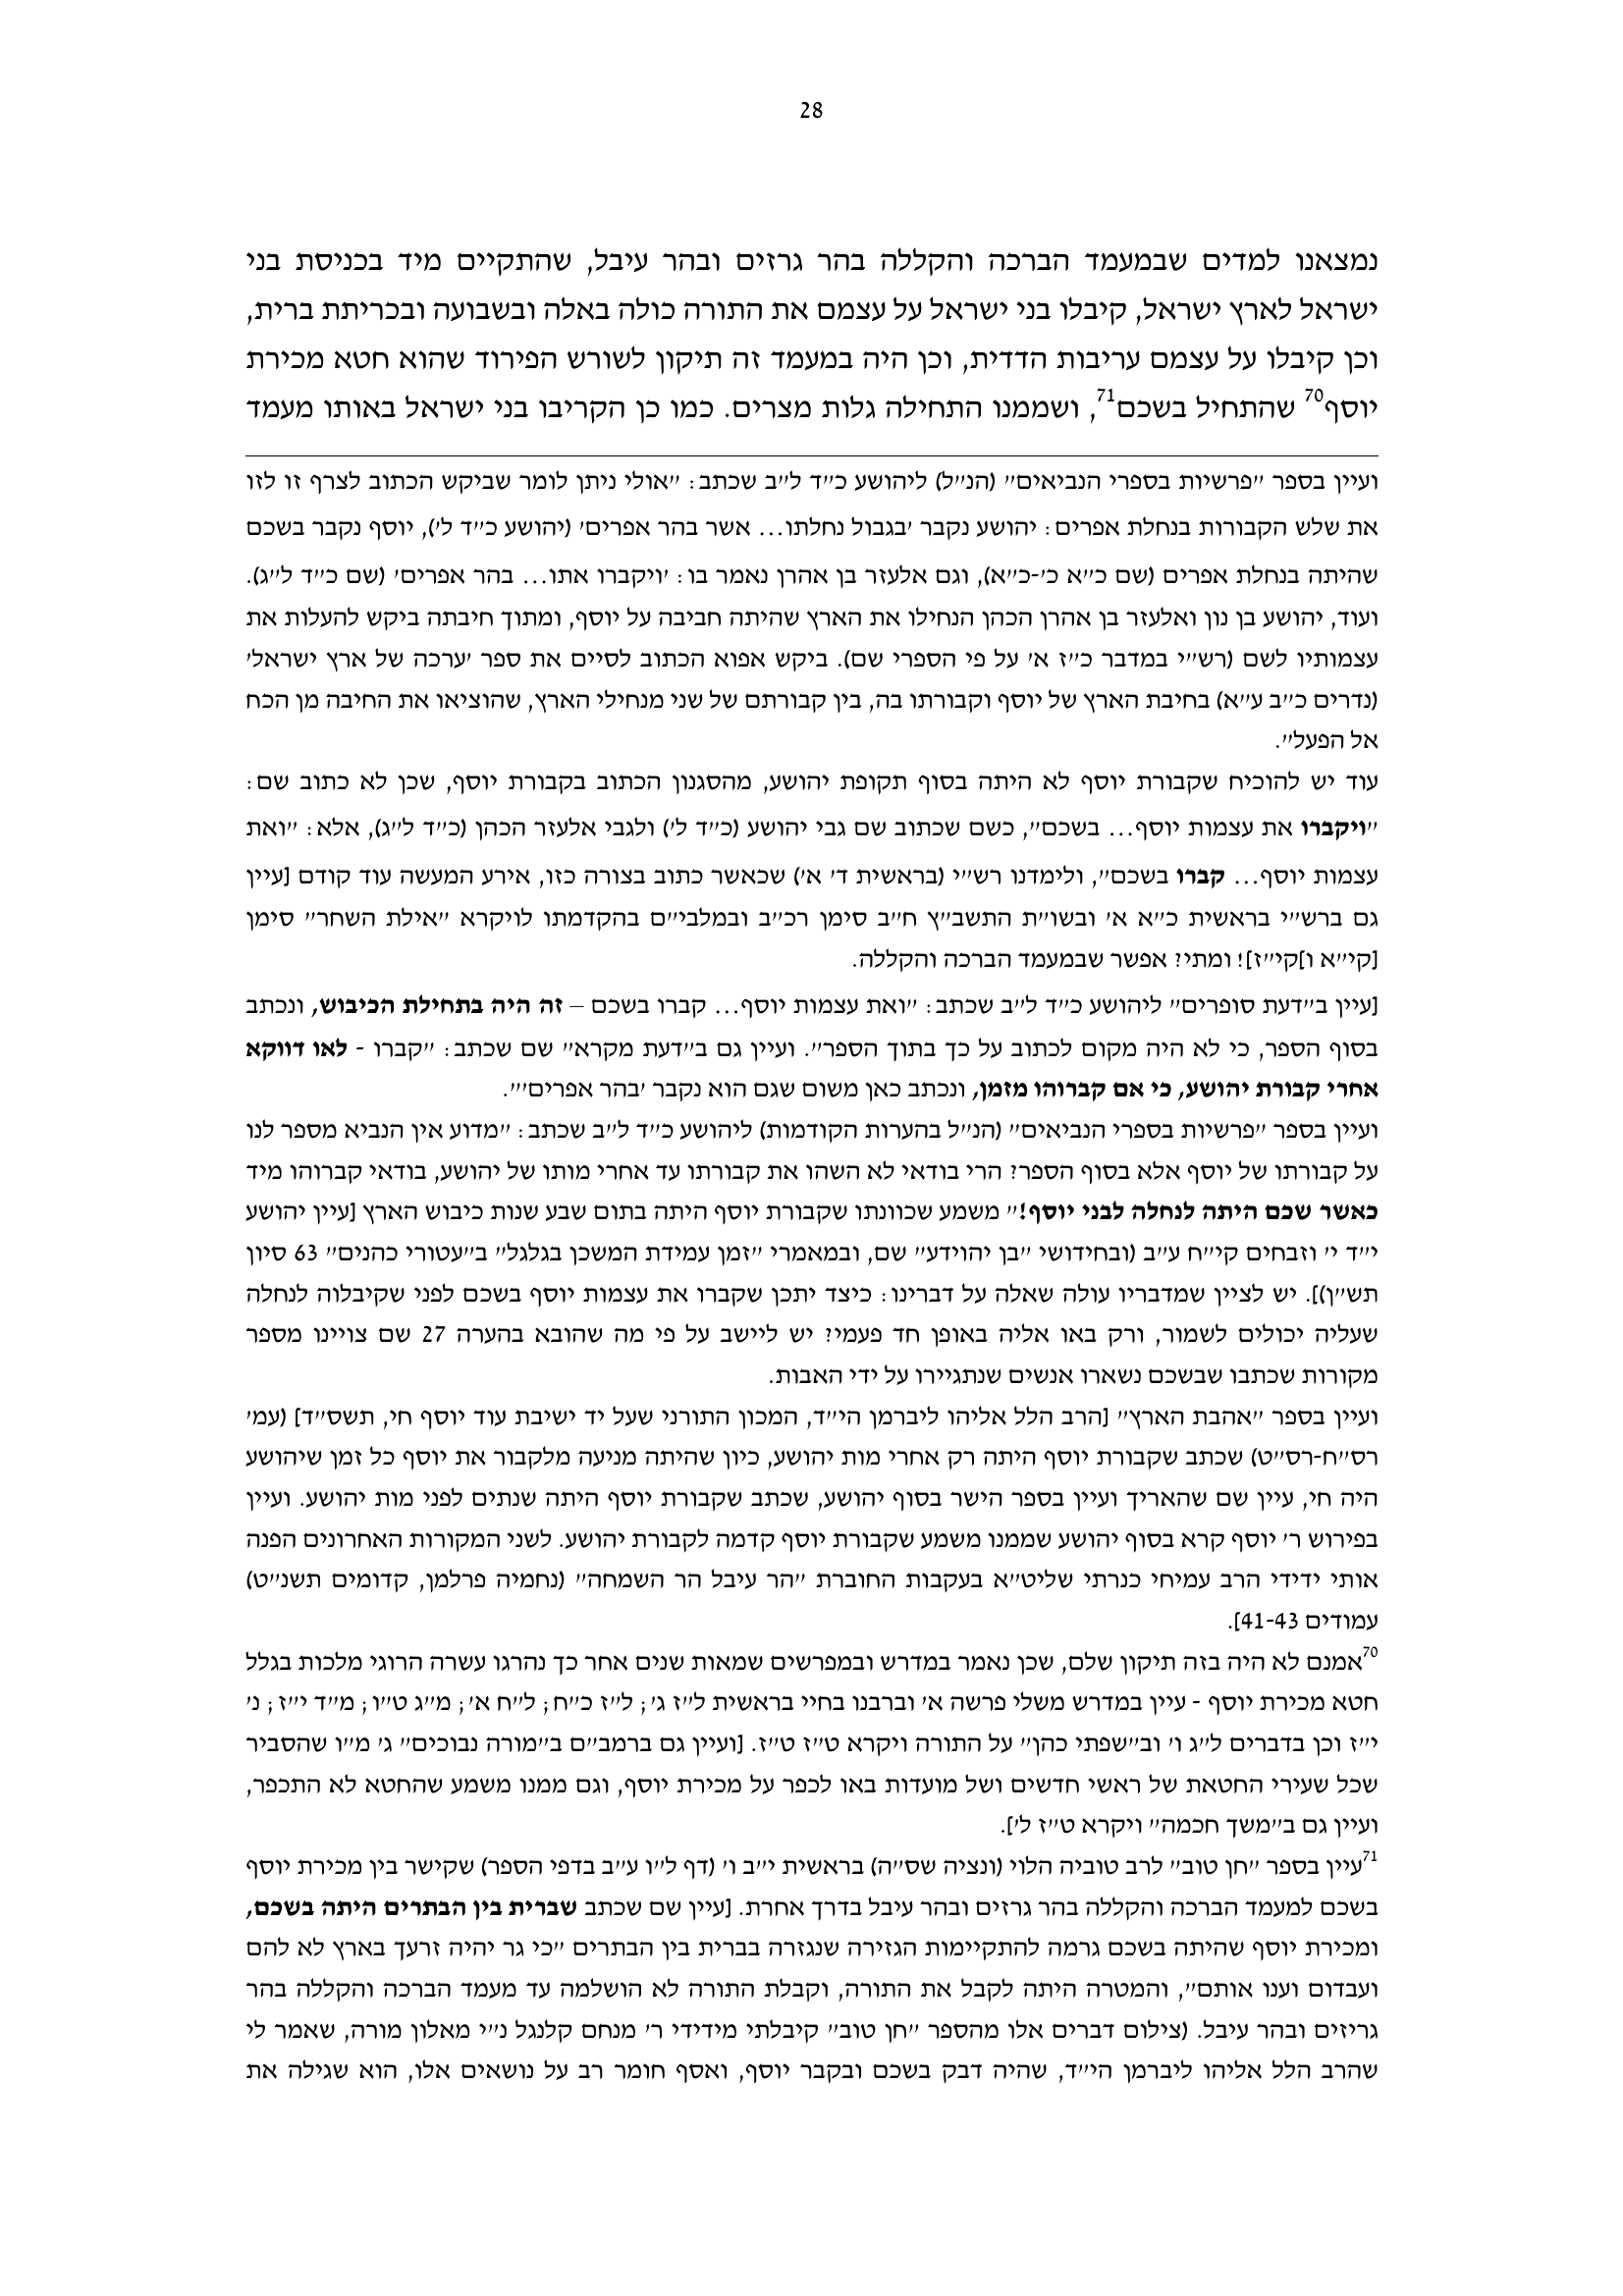 28
נמצאנו למדים שבמעמד הברכה והקללה בהר גרזים ובהר עיבל, שהתקיים מיד בכניסת בני
ישראל לארץ ישראל, קיבלו בני ישראל על עצמם את התורה כולה באלה ובשבועה ובכריתת ברית,
וכן קיבלו על עצמם עריבות הדדית, וכן היה במעמד זה תיקון לשורש הפירוד שהוא חטא מכירת
יוסף70 שהתחיל בשכם71, ושממנו התחילה גלות מצרים. כמו כן הקריבו בני ישראל באותו מעמד
ועיין בספר "פרשיות בספרי הנביאים" (הנ"ל) ליהושע כ"ד ל"ב שכתב: "אולי ניתן לומר שביקש הכתוב לצרף זו לזו
את שלש הקבורות בנחלת אפרים: יהושע נקבר 'בגבול נחלתו... אשר בהר אפרים' (יהושע כ"ד ל'), יוסף נקבר בשכם
שהיתה בנחלת אפרים (שם כ"א כ'-כ"א), וגם אלעזר בן אהרן נאמר בו: 'ויקברו אתו... בהר אפרים' (שם כ"ד ל"ג).
ועוד, יהושע בן נון ואלעזר בן אהרן הכהן הנחילו את הארץ שהיתה חביבה על יוסף, ומתוך חיבתה ביקש להעלות את
עצמותיו לשם (רש"י במדבר כ"ז א' על פי הספרי שם). ביקש אפוא הכתוב לסיים את ספר 'ערכה של ארץ ישראל'
(נדרים כ"ב ע"א) בחיבת הארץ של יוסף וקבורתו בה, בין קבורתם של שני מנחילי הארץ, שהוציאו את החיבה מן הכח
אל הפעל".
עוד יש להוכיח שקבורת יוסף לא היתה בסוף תקופת יהושע, מהסגנון הכתוב בקבורת יוסף, שכן לא כתוב שם:
"ויקברו את עצמות יוסף... בשכם", כשם שכתוב שם גבי יהושע (כ"ד ל') ולגבי אלעזר הכהן (כ"ד ל"ג), אלא: "ואת
עצמות יוסף... קברו בשכם", ולימדנו רש"י (בראשית ד' א') שכאשר כתוב בצורה כזו, אירע המעשה עוד קודם [עיין
גם ברש"י בראשית כ"א א' ובשו"ת התשב"ץ ח"ב סימן רכ"ב ובמלבי"ם בהקדמתו לויקרא "אילת השחר" סימן
[קי"א ו]קי"ז]! ומתי? אפשר שבמעמד הברכה והקללה.
[עיין ב"דעת סופרים" ליהושע כ"ד ל"ב שכתב: "ואת עצמות יוסף... קברו בשכם – זה היה בתחילת הכיבוש, ונכתב
בסוף הספר, כי לא היה מקום לכתוב על כך בתוך הספר". ועיין גם ב"דעת מקרא" שם שכתב: "קברו - לאו דווקא
אחרי קבורת יהושע, כי אם קברוהו מזמן, ונכתב כאן משום שגם הוא נקבר 'בהר אפרים'".
ועיין בספר "פרשיות בספרי הנביאים" (הנ"ל בהערות הקודמות) ליהושע כ"ד ל"ב שכתב: "מדוע אין הנביא מספר לנו
על קבורתו של יוסף אלא בסוף הספר? הרי בודאי לא השהו את קבורתו עד אחרי מותו של יהושע, בודאי קברוהו מיד
כאשר שכם היתה לנחלה לבני יוסף!" משמע שכוונתו שקבורת יוסף היתה בתום שבע שנות כיבוש הארץ [עיין יהושע
י"ד י' וזבחים קי"ח ע"ב (ובחידושי "בן יהוידע" שם, ובמאמרי "זמן עמידת המשכן בגלגל" ב"עטורי כהנים" 63 סיון
תש"ן)]. יש לציין שמדבריו עולה שאלה על דברינו: כיצד יתכן שקברו את עצמות יוסף בשכם לפני שקיבלוה לנחלה
שעליה יכולים לשמור, ורק באו אליה באופן חד פעמי? יש ליישב על פי מה שהובא בהערה 27 שם צויינו מספר
מקורות שכתבו שבשכם נשארו אנשים שנתגיירו על ידי האבות.
ועיין בספר "אהבת הארץ" [הרב הלל אליהו ליברמן הי"ד, המכון התורני שעל יד ישיבת עוד יוסף חי, תשס"ד] (עמ'
רס"ח-רס"ט) שכתב שקבורת יוסף היתה רק אחרי מות יהושע, כיון שהיתה מניעה מלקבור את יוסף כל זמן שיהושע
היה חי, עיין שם שהאריך ועיין בספר הישר בסוף יהושע, שכתב שקבורת יוסף היתה שנתים לפני מות יהושע. ועיין
בפירוש ר' יוסף קרא בסוף יהושע שממנו משמע שקבורת יוסף קדמה לקבורת יהושע. לשני המקורות האחרונים הפנה
אותי ידידי הרב עמיחי כנרתי שליט"א בעקבות החוברת "הר עיבל הר השמחה" (נחמיה פרלמן, קדומים תשנ"ט)
עמודים 41-43].
70אמנם לא היה בזה תיקון שלם, שכן נאמר במדרש ובמפרשים שמאות שנים אחר כך נהרגו עשרה הרוגי מלכות בגלל
חטא מכירת יוסף - עיין במדרש משלי פרשה א' וברבנו בחיי בראשית ל"ז ג'; ל"ז כ"ח; ל"ח א'; מ"ג ט"ו; מ"ד י"ז; נ'
י"ז וכן בדברים ל"ג ו' וב"שפתי כהן" על התורה ויקרא ט"ז ט"ז. [ועיין גם ברמב"ם ב"מורה נבוכים" ג' מ"ו שהסביר
שכל שעירי החטאת של ראשי חדשים ושל מועדות באו לכפר על מכירת יוסף, וגם ממנו משמע שהחטא לא התכפר,
ועיין גם ב"משך חכמה" ויקרא ט"ז ל'].
71עיין בספר "חן טוב" לרב טוביה הלוי (ונציה שס"ה) בראשית י"ב ו' (דף ל"ו ע"ב בדפי הספר) שקישר בין מכירת יוסף
בשכם למעמד הברכה והקללה בהר גרזים ובהר עיבל בדרך אחרת. [עיין שם שכתב שברית בין הבתרים היתה בשכם,
ומכירת יוסף שהיתה בשכם גרמה להתקיימות הגזירה שנגזרה בברית בין הבתרים "כי גר יהיה זרעך בארץ לא להם
ועבדום וענו אותם", והמטרה היתה לקבל את התורה, וקבלת התורה לא הושלמה עד מעמד הברכה והקללה בהר
גריזים ובהר עיבל. (צילום דברים אלו מהספר "חן טוב" קיבלתי מידידי ר' מנחם קלנגל נ"י מאלון מורה, שאמר לי
שהרב הלל אליהו ליברמן הי"ד, שהיה דבק בשכם ובקבר יוסף, ואסף חומר רב על נושאים אלו, הוא שגילה את